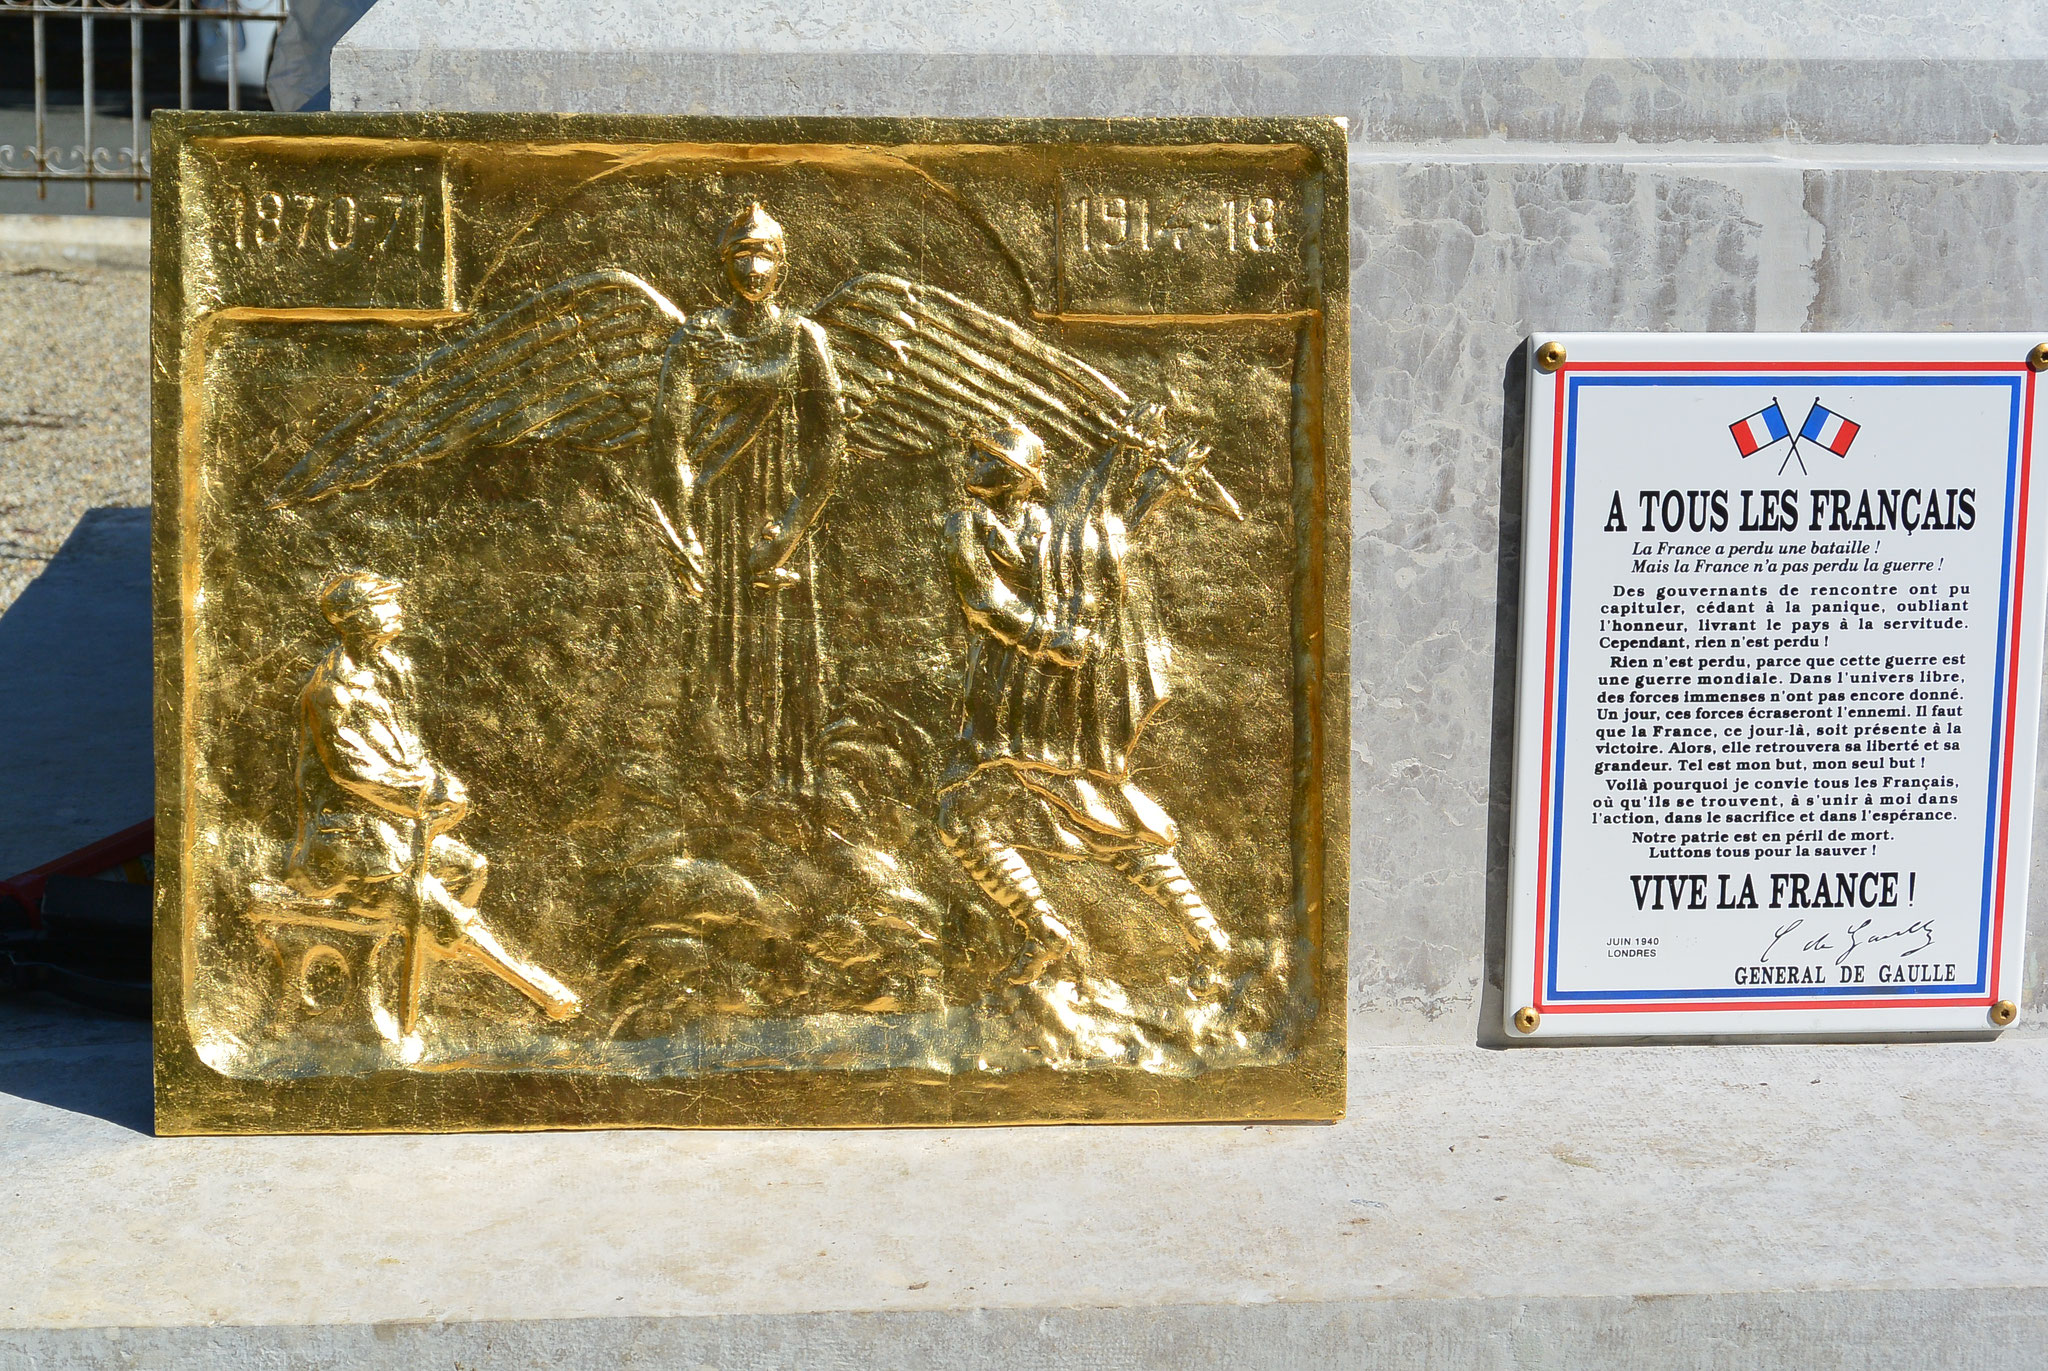 1870-71
1914-18
A TOUS LES FRANÇAIS
La France a perdu une bataille !
Mais la France n'a pas perdu la guerre !
Des gouvernants de rencontre ont pu
capituler, cédant à la panique, oubliant
l'honneur, livrant le pays à la servitude.
Cependant, rien n'est perdu !
Rien n'est perdu, parce que cette guerre est
une guerre mondiale. Dans l'univers libre,
des forces immenses n'ont pas encore donné.
Un jour, ces forces écraseront l'ennemi. Il faut
que la France, ce jour-là, soit présente à la
victoire. Alors, elle retrouvera sa liberté et sa
grandeur. Tel est mon but, mon seul but !
Voilà pourquoi je convie tous les Français,
où qu'ils se trouvent, à s'unir à moi dans
l'action, dans le sacrifice et dans l'espérance.
Notre patrie est en péril de mort.
Luttons tous pour la sauver !
VIVE LA FRANCE !
C de Gaulle
JUIN 1940
LONDRES
GENERAL DE GAULLE